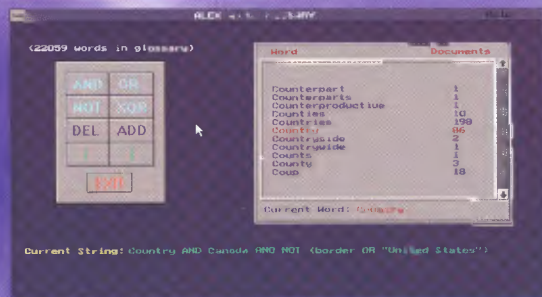 ALEX
(22059 words in glossary)
AND OR
NOT XOR
DEL ADD
( )
EXIT
Word Documents
Counterpart 1
Counterparts 1
Counterproductive 1
Counties 10
Countries 198
Country 86
Countryside 2
Countrywide 1
Counts 1
County 3
Coup 18
Current Word: Country
Current String: Country AND Canada AND NOT (border OR "United States")